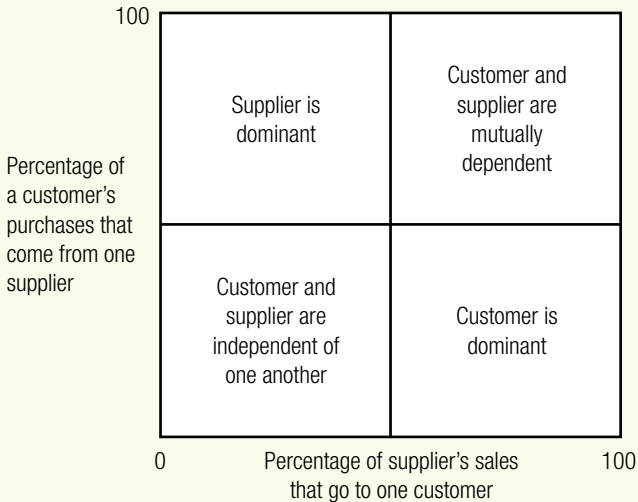 100
Supplier is
dominant
Customer and
supplier are
mutually
dependent
Percentage of
a customer’s
purchases that
come from one
supplier
Customer and
supplier are
independent of
one another
Customer is
dominant
0
Percentage of supplier’s sales
that go to one customer
100